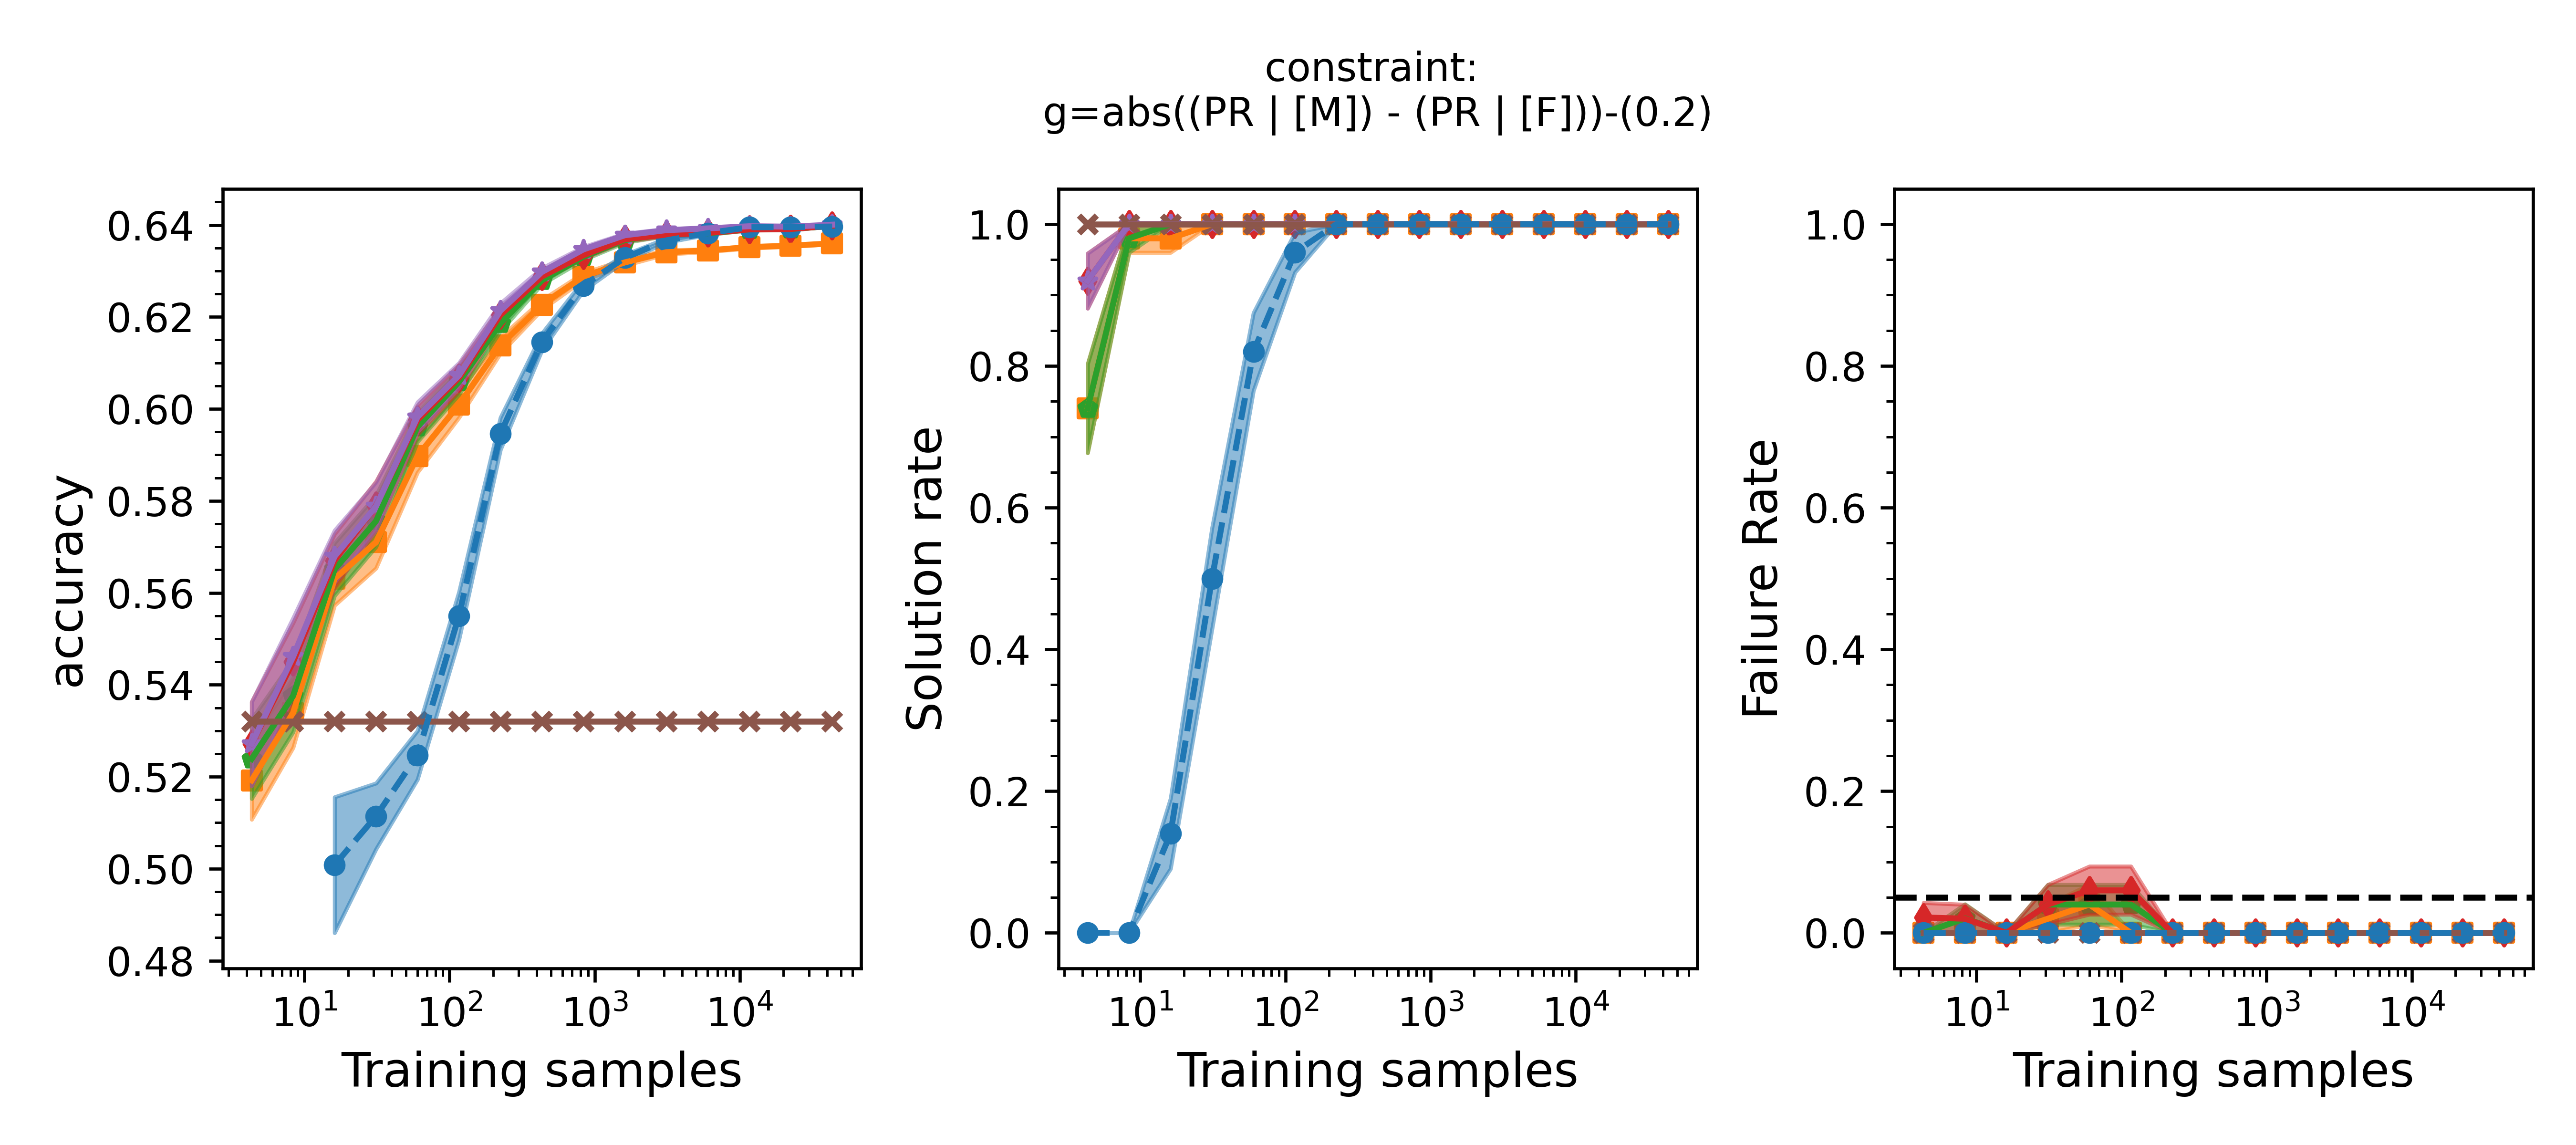 constraint:
g=abs((PR | [M]) - (PR | [F]))-(0.2)
accuracy
0.64
0.62
0.60
0.58
0.56
0.54
0.52
0.50
0.48
10¹ 10² 10³ 10⁴
Training samples
Solution rate
1.0
0.8
0.6
0.4
0.2
0.0
10¹ 10² 10³ 10⁴
Training samples
Failure Rate
1.0
0.8
0.6
0.4
0.2
0.0
10¹ 10² 10³ 10⁴
Training samples